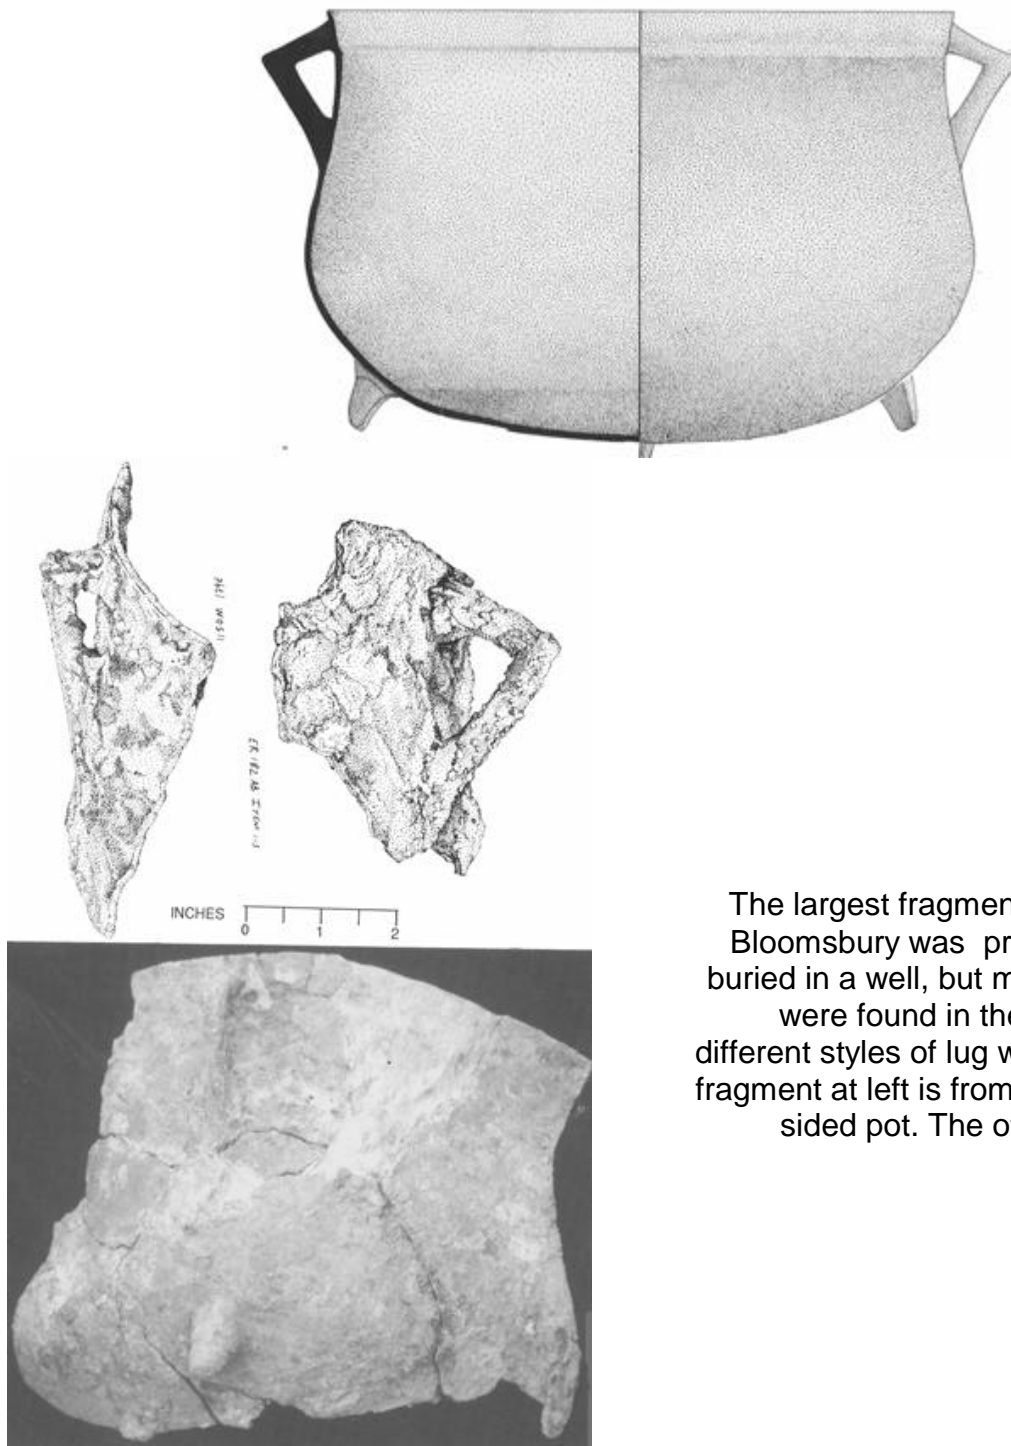 INCHES
0 1 2
The largest fragmen
Bloomsbury was pr
buried in a well, but m
were found in the
different styles of lug w
fragment at left is from
sided pot. The o